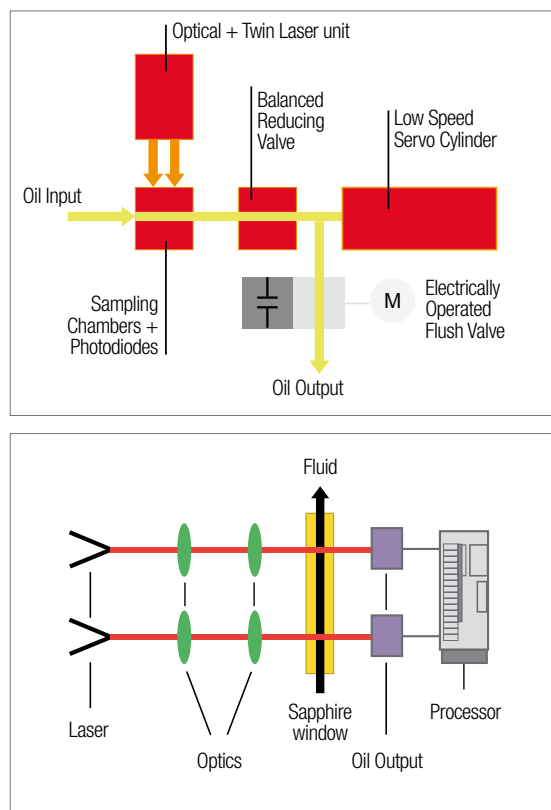 Optical + Twin Laser unit
Balanced
Reducing
Valve
Low Speed
Servo Cylinder
Oil Input
Sampling
Chambers +
Photodiodes
M
Electrically
Operated
Flush Valve
Oil Output
Fluid
Laser
Optics
Sapphire
window
Oil Output
Processor